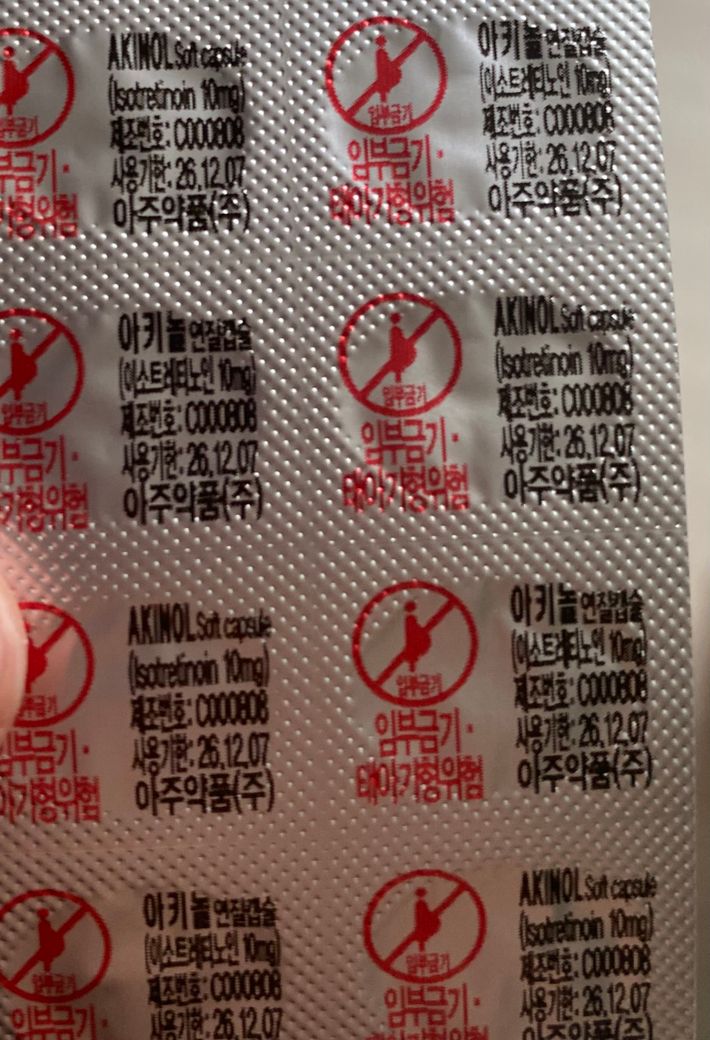 AKINOL Soft capsule
(Isotretinoin 10mg)
제조번호: C000808
사용기한: 26.12.07
아주약품(주)
임부금기
임부금기·
태아기형위험
아키놀 연질캡슐
(이소트레티노인 10mg)
제조번호: C000808
사용기한: 26.12.07
아주약품(주)
아키놀 연질캡슐
(이소트레티노인 10mg)
제조번호: C000808
사용기한: 26.12.07
아주약품(주)
임부금기
임부금기·
태아기형위험
AKINOL Soft capsule
(Isotretinoin 10mg)
제조번호: C000808
사용기한: 26.12.07
아주약품(주)
AKINOL Soft capsule
(Isotretinoin 10mg)
제조번호: C000808
사용기한: 26.12.07
아주약품(주)
임부금기
임부금기·
태아기형위험
아키놀 연질캡슐
(이소트레티노인 10mg)
제조번호: C000808
사용기한: 26.12.07
아주약품(주)
임부금기
임부금기·
아키놀 연질캡슐
(이소트레티노인 10mg)
제조번호: C000808
사용기한: 26.12.07
임부금기
임부금기·
AKINOL Soft capsule
(Isotretinoin 10mg)
제조번호: C000808
사용기한: 26.12.07
아주약품(주)